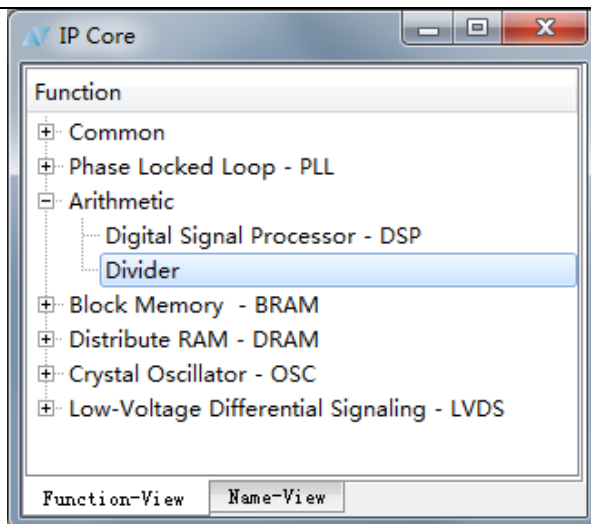 IP Core
Function
Common
Phase Locked Loop - PLL
Arithmetic
Digital Signal Processor - DSP
Divider
Block Memory - BRAM
Distribute RAM - DRAM
Crystal Oscillator - OSC
Low-Voltage Differential Signaling - LVDS
Function-View Name-View